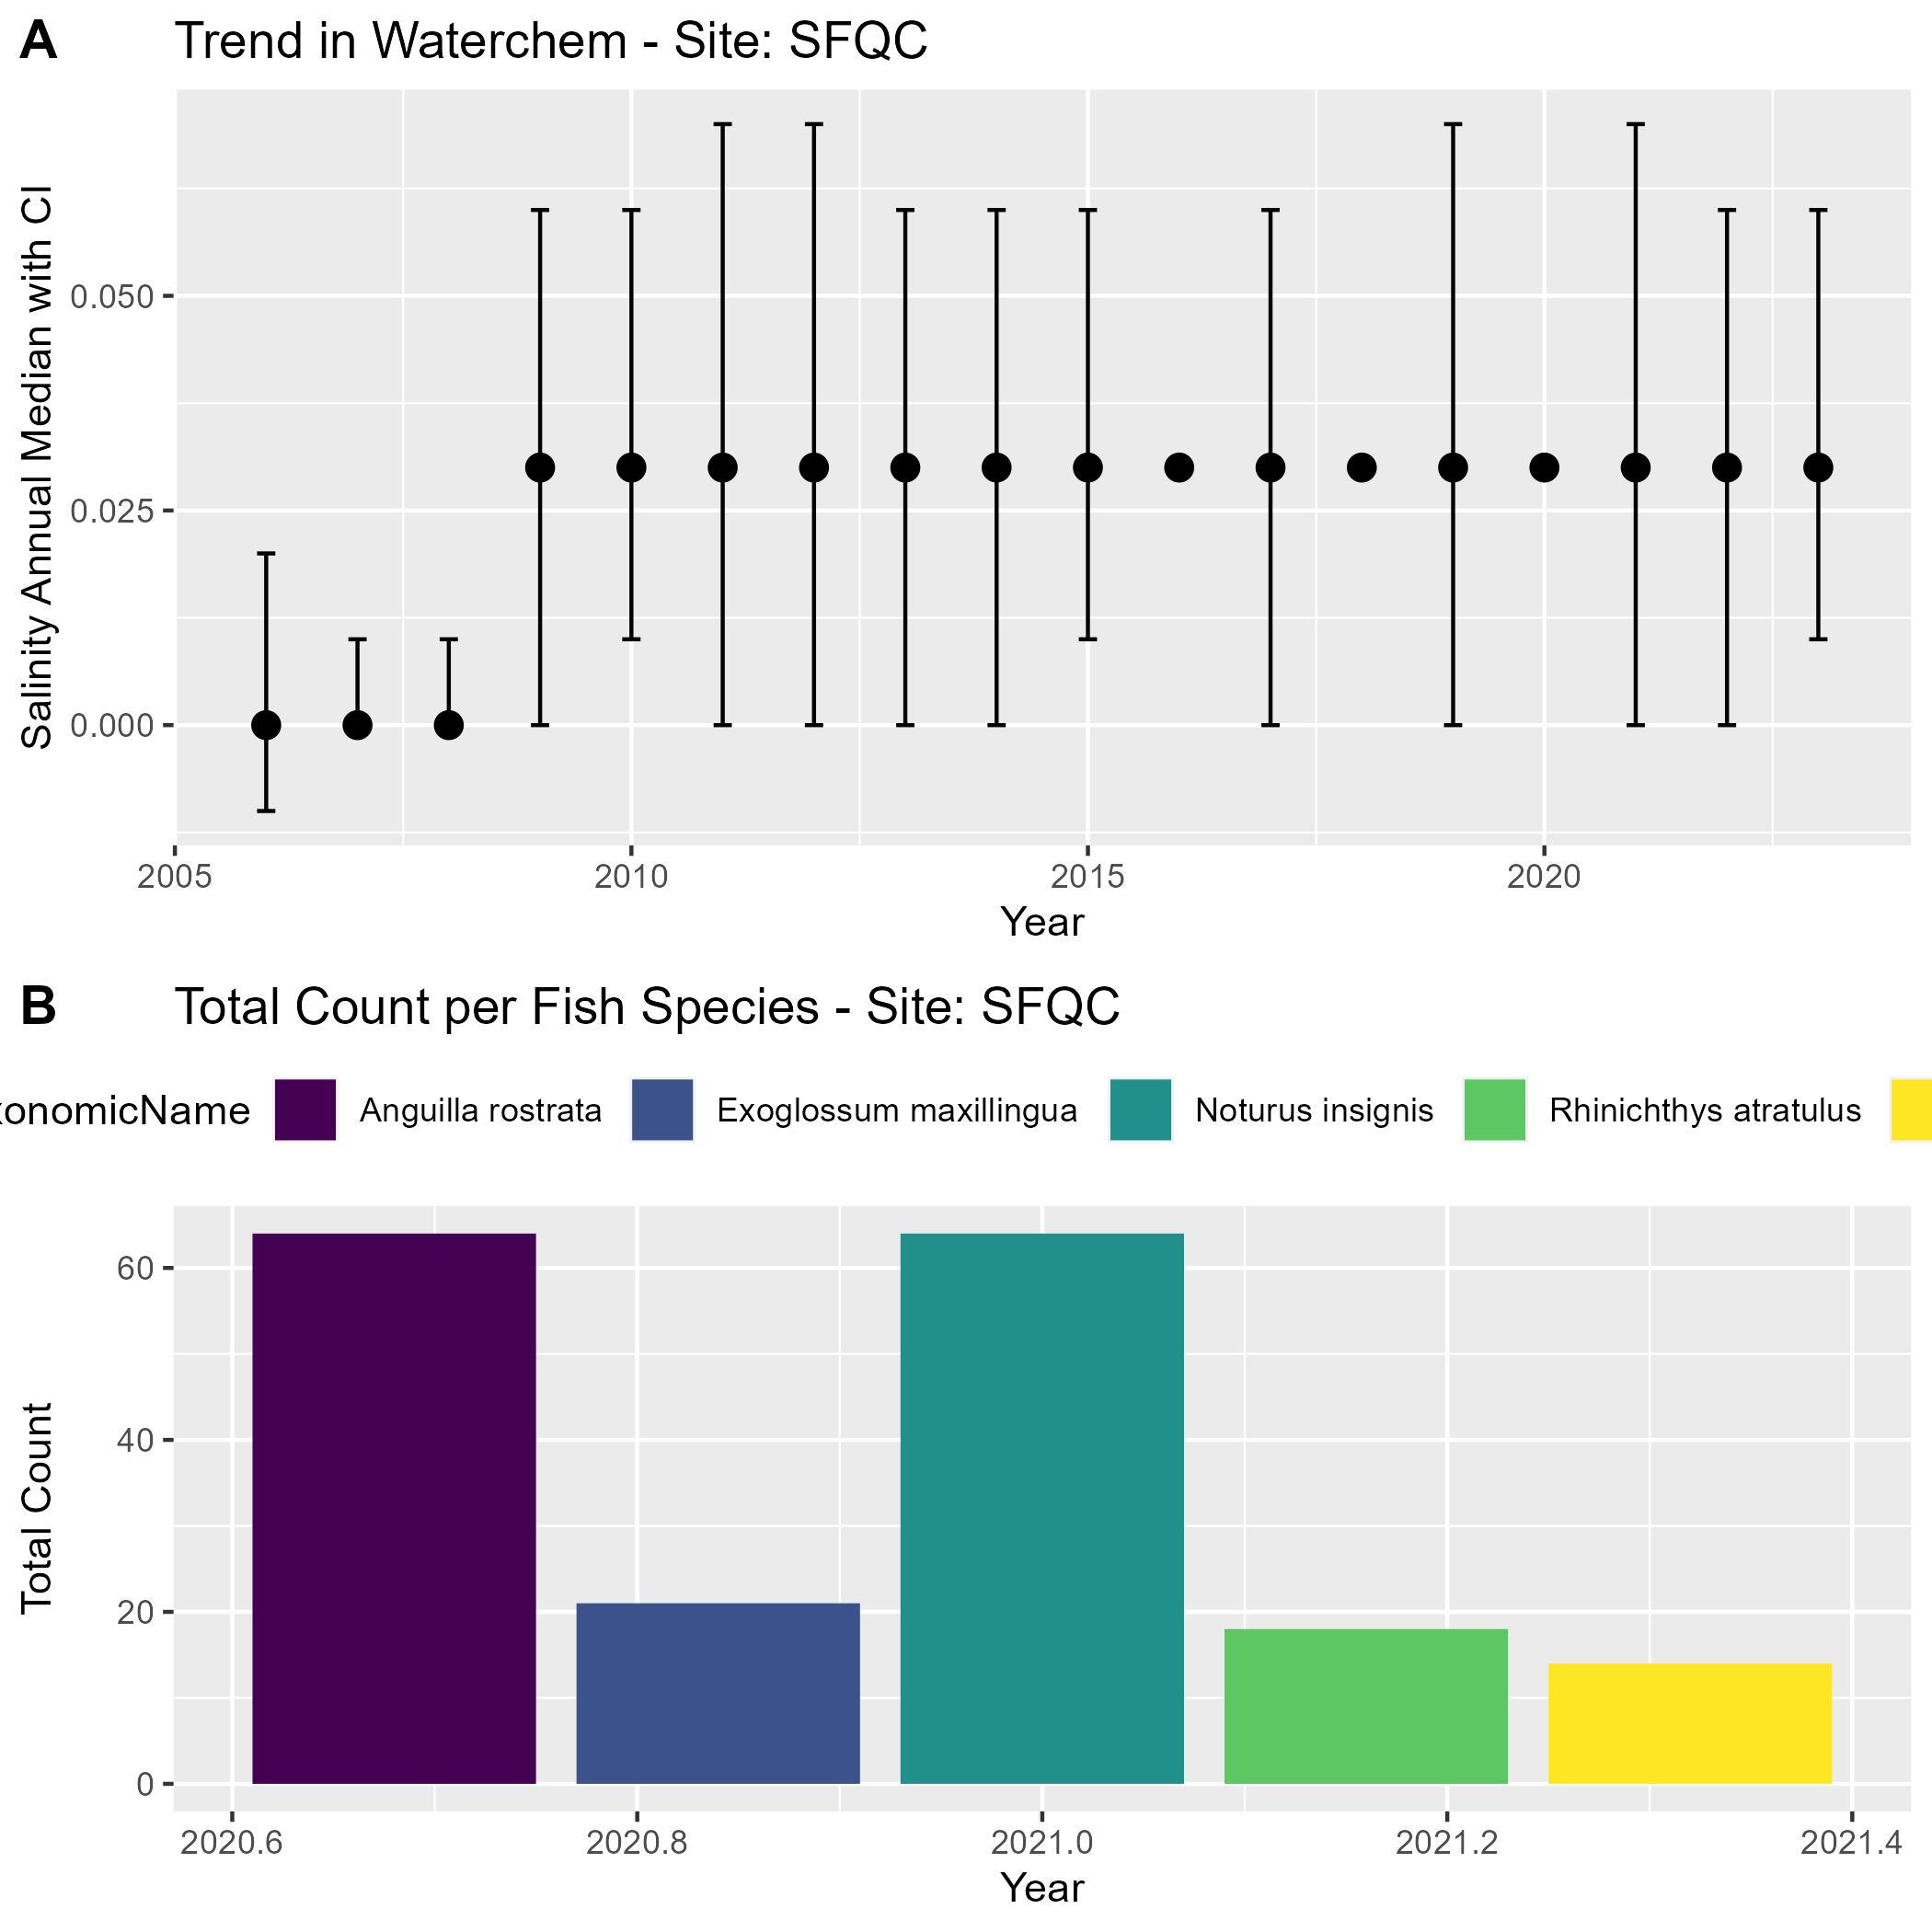 A Trend in Waterchem - Site: SFQC
Salinity Annual Median with CI
0.050
0.025
0.000
2005 2010 2015 2020
Year
B Total Count per Fish Species - Site: SFQC
xonomicName Anguilla rostrata Exoglossum maxillingua Noturus insignis Rhinichthys atratulus
Total Count
60
40
20
0
2020.6 2020.8 2021.0 2021.2 2021.4
Year